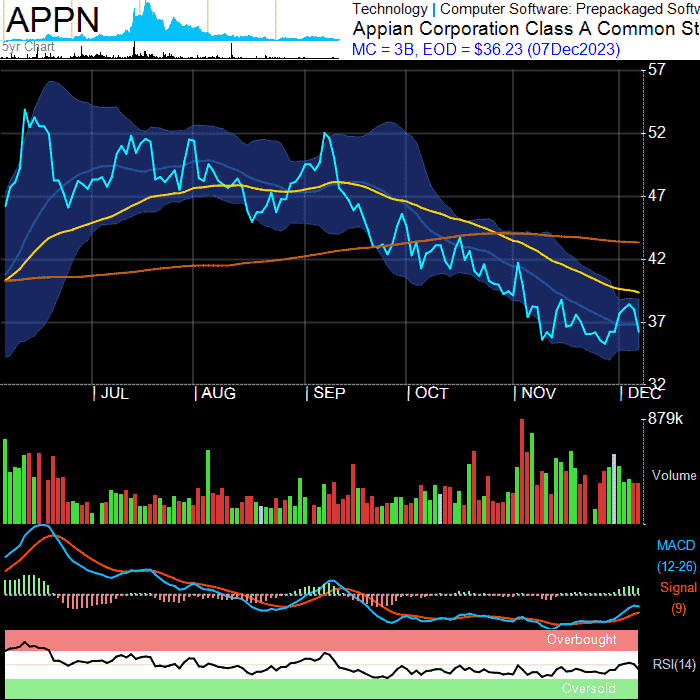 APPN
5yr Chart
Technology | Computer Software: Prepackaged Softw
Appian Corporation Class A Common St
MC = 3B, EOD = $36.23 (07Dec2023)
57
52
47
42
37
32
| JUL | AUG | SEP | OCT | NOV | DEC
879k
Volume
MACD
(12-26)
Signal
(9)
Overbought
RSI(14)
Oversold